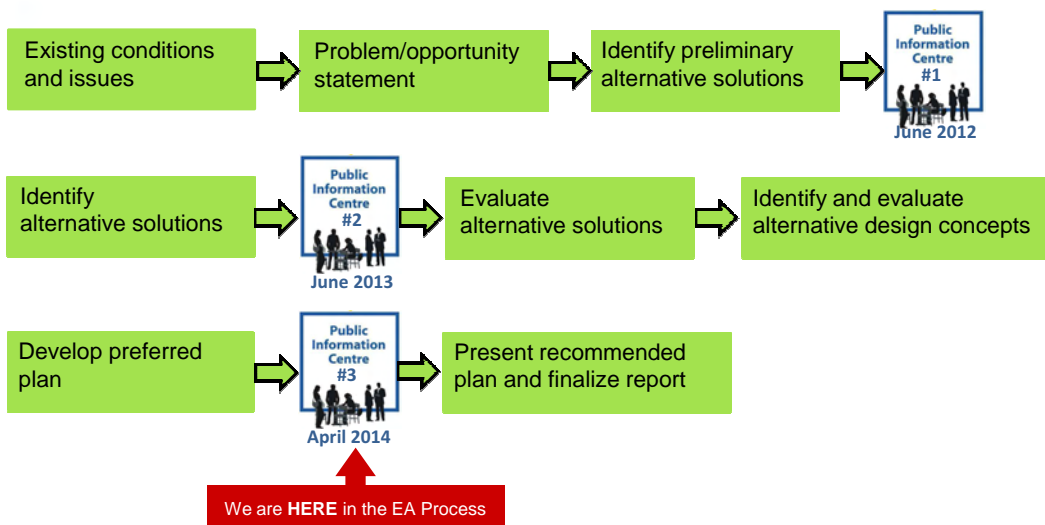 Existing conditions
and issues
Problem/opportunity
statement
Identify preliminary
alternative solutions
Public
Information
Centre
#1
June 2012
Identify
alternative solutions
Public
Information
Centre
#2
June 2013
Evaluate
alternative solutions
Identify and evaluate
alternative design concepts
Develop preferred
plan
Public
Information
Centre
#3
April 2014
Present recommended
plan and finalize report
We are HERE in the EA Process